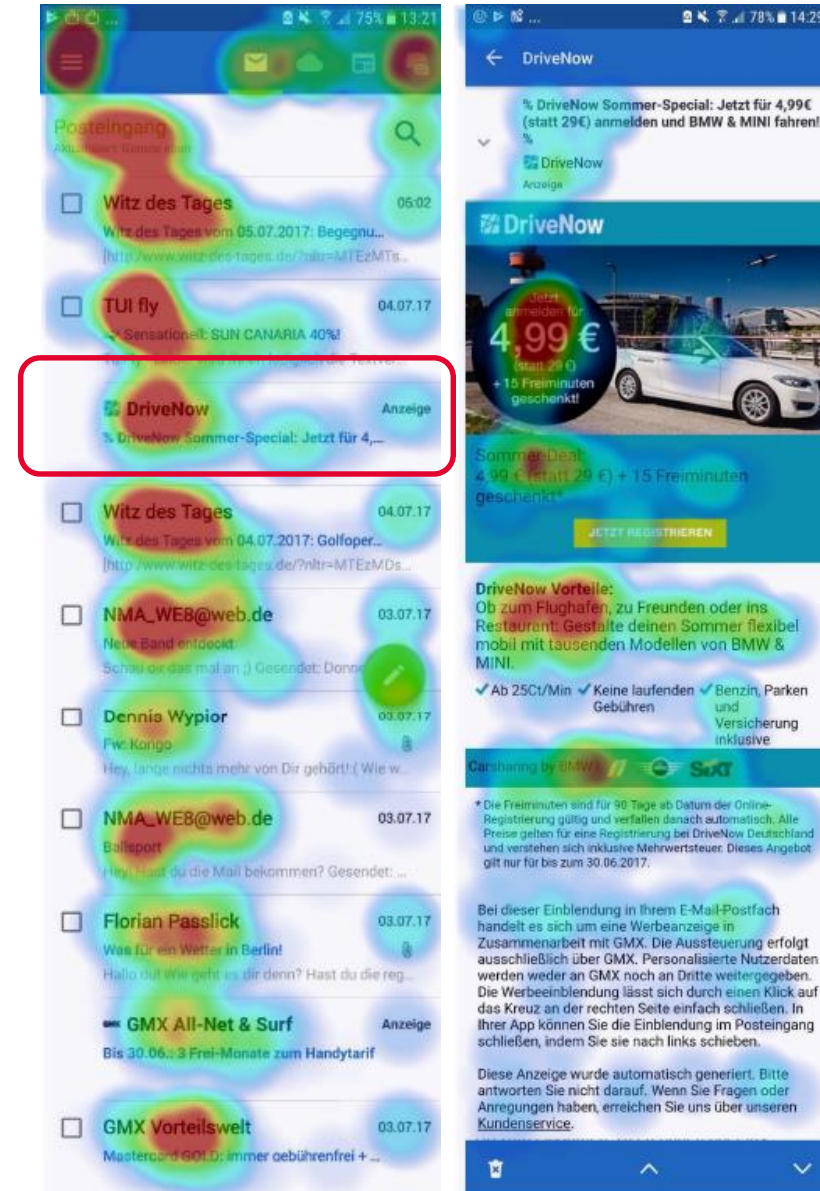 75% 13:21
Posteingang
Witz des Tages 05:02
Witz des Tages vom 05.07.2017: Begegnu...
[http://www.witz-des-tages.de/?nltr=MTEzMTs...
TUI fly 04.07.17
Sensationell: SUN CANARIA 40%!
DriveNow Anzeige
% DriveNow Sommer-Special: Jetzt für 4,...
Witz des Tages 04.07.17
Witz des Tages vom 04.07.2017: Golfoper...
[http://www.witz-des-tages.de/?nltr=MTEzMDs...
NMA_WE8@web.de 03.07.17
Neue Band entdeckt
Schau dir das mal an ;) Gesendet: Donne
Dennis Wypior 03.07.17
Fw: Kongo
Hey, lange nichts mehr von Dir gehört!:( Wie w...
NMA_WE8@web.de 03.07.17
Ballsport
Hey! Hast du die Mail bekommen? Gesendet: ...
Florian Passlick 03.07.17
Was für ein Wetter in Berlin!
Hallo du! Wie geht es dir denn? Hast du die reg...
GMX All-Net & Surf Anzeige
Bis 30.06.: 3 Frei-Monate zum Handytarif
GMX Vorteilswelt 03.07.17
Mastercard GOLD: immer gebührenfrei + ...
78% 14:29
DriveNow
% DriveNow Sommer-Special: Jetzt für 4,99€
(statt 29€) anmelden und BMW & MINI fahren!
%
DriveNow
Anzeige
DriveNow
Jetzt
anmelden für
4,99 €
(statt 29 €)
+ 15 Freiminuten
geschenkt!
Sommer-Deal:
4,99 € (statt 29 €) + 15 Freiminuten
geschenkt*
JETZT REGISTRIEREN
DriveNow Vorteile:
Ob zum Flughafen, zu Freunden oder ins
Restaurant: Gestalte deinen Sommer flexibel
mobil mit tausenden Modellen von BMW &
MINI.
Ab 25Ct/Min
Keine laufenden
Gebühren
Benzin, Parken
und
Versicherung
inklusive
Carsharing by BMW SIXT
* Die Freiminuten sind für 90 Tage ab Datum der Online-
Registrierung gültig und verfallen danach automatisch. Alle
Preise gelten für eine Registrierung bei DriveNow Deutschland
und verstehen sich inklusive Mehrwertsteuer. Dieses Angebot
gilt nur für bis zum 30.06.2017.
Bei dieser Einblendung in Ihrem E-Mail-Postfach
handelt es sich um eine Werbeanzeige in
Zusammenarbeit mit GMX. Die Aussteuerung erfolgt
ausschließlich über GMX. Personalisierte Nutzerdaten
werden weder an GMX noch an Dritte weitergegeben.
Die Werbeeinblendung lässt sich durch einen Klick auf
das Kreuz an der rechten Seite einfach schließen. In
Ihrer App können Sie die Einblendung im Posteingang
schließen, indem Sie sie nach links schieben.
Diese Anzeige wurde automatisch generiert. Bitte
antworten Sie nicht darauf. Wenn Sie Fragen oder
Anregungen haben, erreichen Sie uns über unseren
Kundenservice.